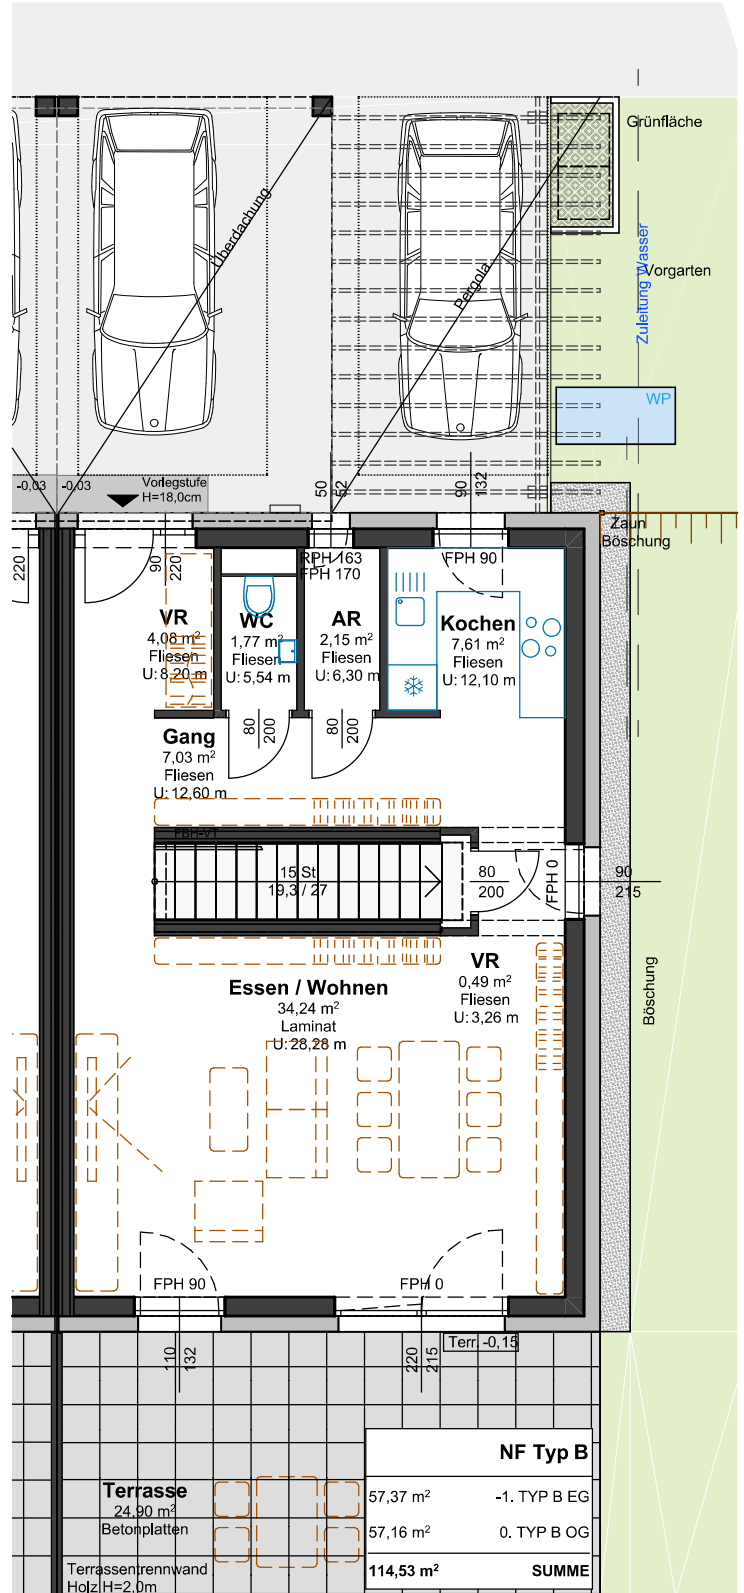 Grünfläche
Überdachung
Pergola
Zuleitung Wasser
Vorgarten
WP
-0,03
-0,03
Vorlegstufe
H=18,0cm
50
52
90
132
Zaun
Böschung
220
90
220
RPH 163
FPH 170
FPH 90
VR
4,08 m²
Fliesen
U: 8,20 m
WC
1,77 m²
Fliesen
U: 5,54 m
AR
2,15 m²
Fliesen
U: 6,30 m
Kochen
7,61 m²
Fliesen
U: 12,10 m
80
200
80
200
Gang
7,03 m²
Fliesen
U: 12,60 m
FBH-VT
15 St
19,3 / 27
80
200
FPH 0
90
215
VR
0,49 m²
Fliesen
U: 3,26 m
Böschung
Essen / Wohnen
34,24 m²
Laminat
U: 28,28 m
FPH 90
FPH 0
110
132
220
215
Terr. -0,15
NF Typ B
57,37 m² -1. TYP B EG
57,16 m² 0. TYP B OG
114,53 m² SUMME
Terrasse
24,90 m²
Betonplatten
Terrassentrennwand
Holz H=2,0m